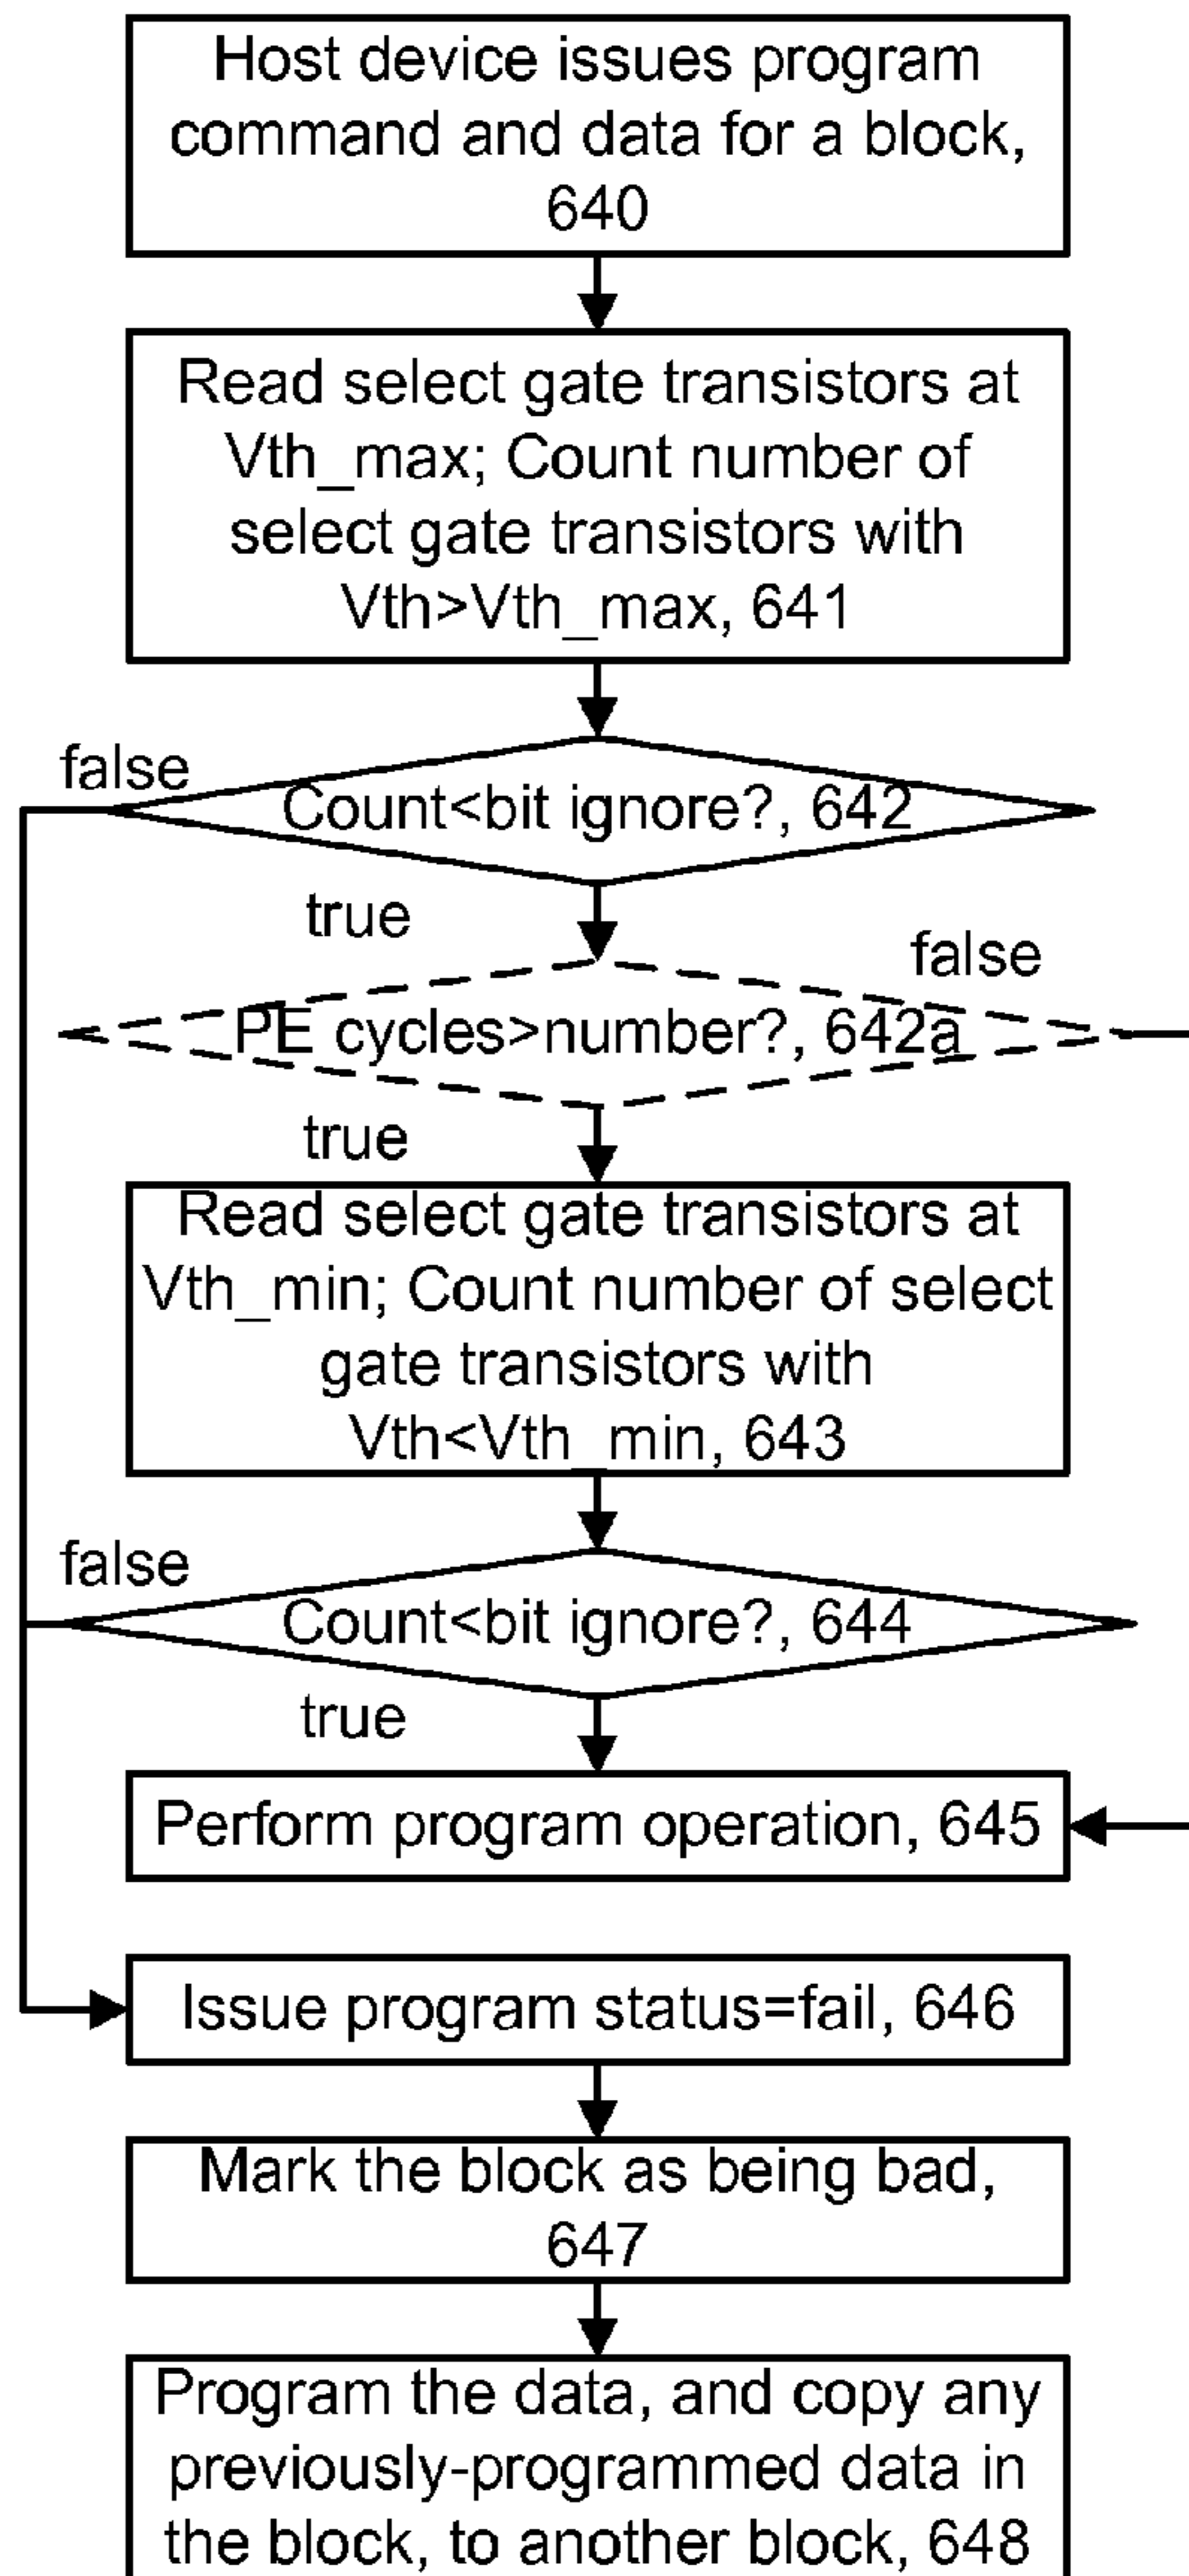 Host device issues program
command and data for a block,
640
Read select gate transistors at
Vth_max; Count number of
select gate transistors with
Vth>Vth_max, 641
false
Count<bit ignore?, 642
true
false
PE cycles>number?, 642a
true
Read select gate transistors at
Vth_min; Count number of select
gate transistors with
Vth<Vth_min, 643
false
Count<bit ignore?, 644
true
Perform program operation, 645
Issue program status=fail, 646
Mark the block as being bad,
647
Program the data, and copy any
previously-programmed data in
the block, to another block, 648